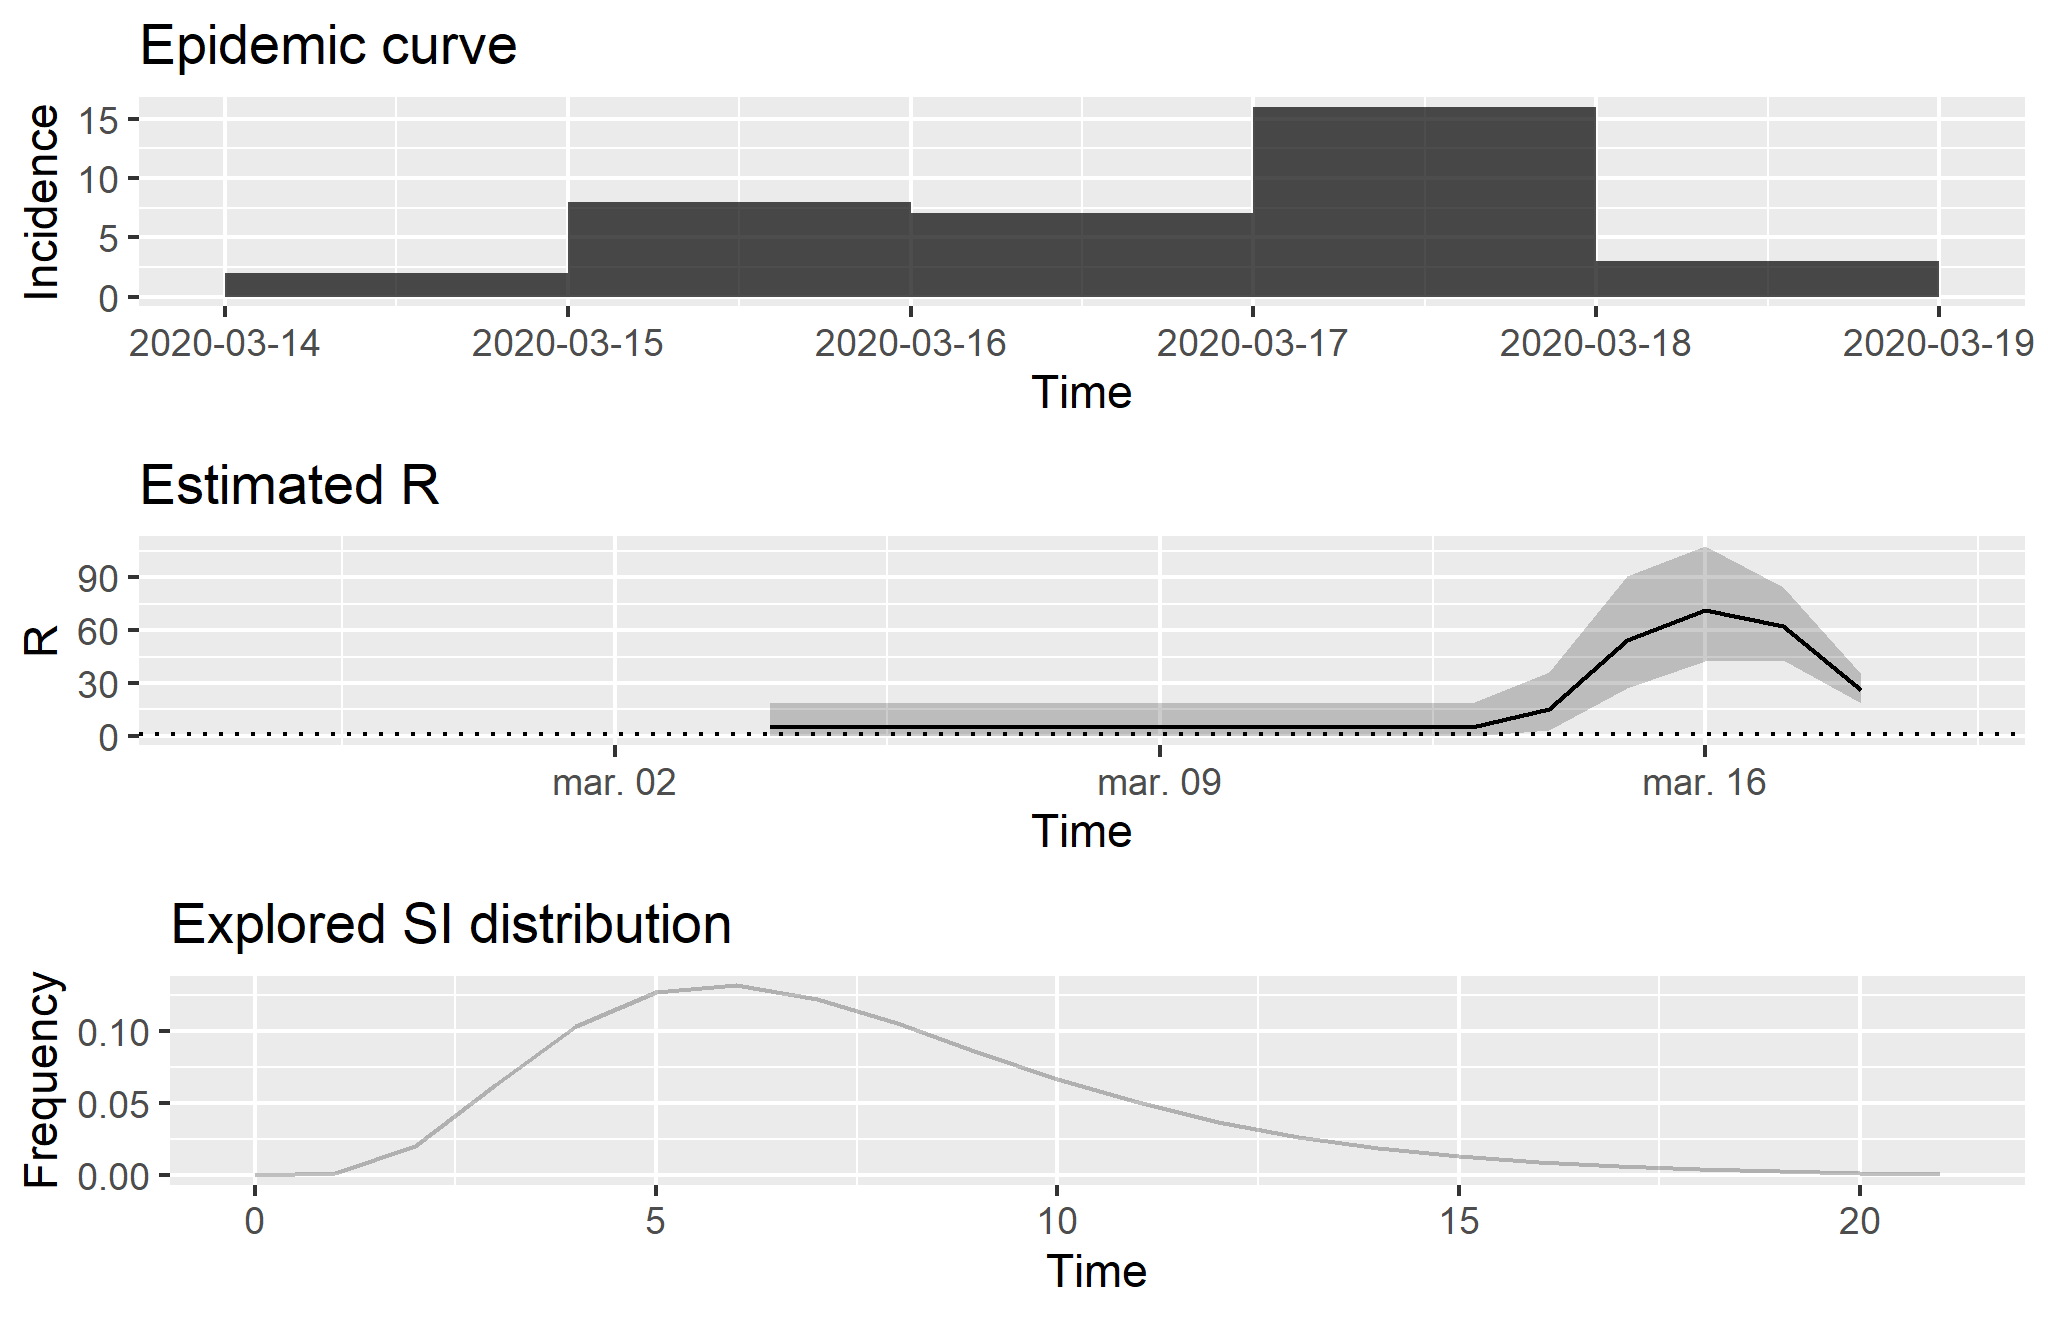 Epidemic curve
Incidence
15
10
5
0
2020-03-14 2020-03-15 2020-03-16 2020-03-17 2020-03-18 2020-03-19
Time
Estimated R
R
90
60
30
0
mar. 02 mar. 09 mar. 16
Time
Explored SI distribution
Frequency
0.10
0.05
0.00
0 5 10 15 20
Time